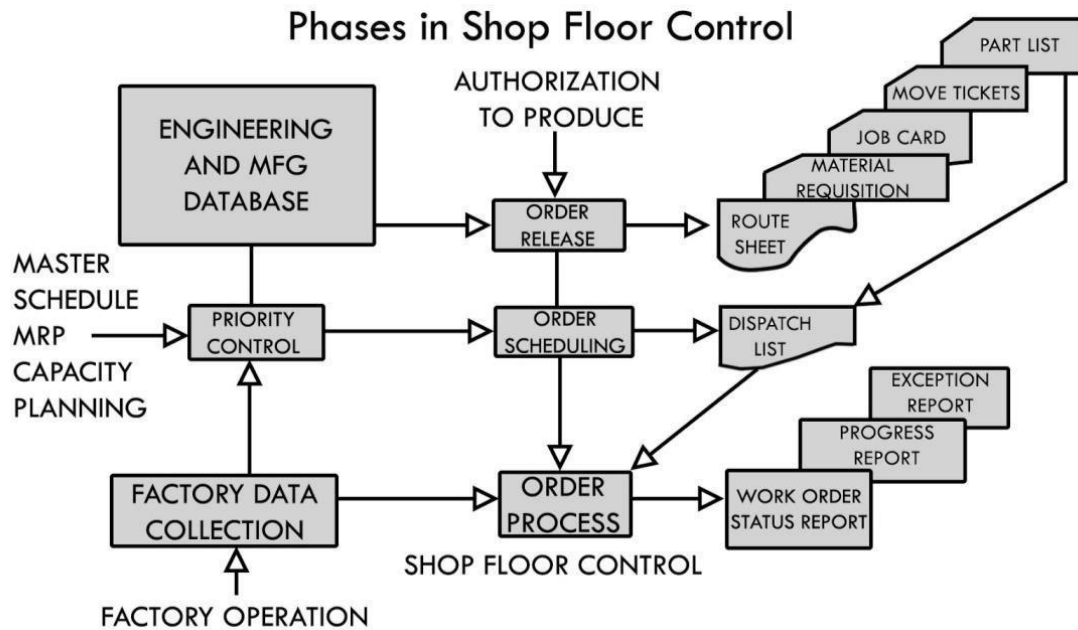 Phases in Shop Floor Control
PART LIST
MOVE TICKETS
JOB CARD
MATERIAL
REQUISITION
ROUTE
SHEET
AUTHORIZATION
TO PRODUCE
ENGINEERING
AND MFG
DATABASE
ORDER
RELEASE
MASTER
SCHEDULE
MRP
CAPACITY
PLANNING
PRIORITY
CONTROL
ORDER
SCHEDULING
DISPATCH
LIST
EXCEPTION
REPORT
PROGRESS
REPORT
WORK ORDER
STATUS REPORT
FACTORY DATA
COLLECTION
ORDER
PROCESS
SHOP FLOOR CONTROL
FACTORY OPERATION